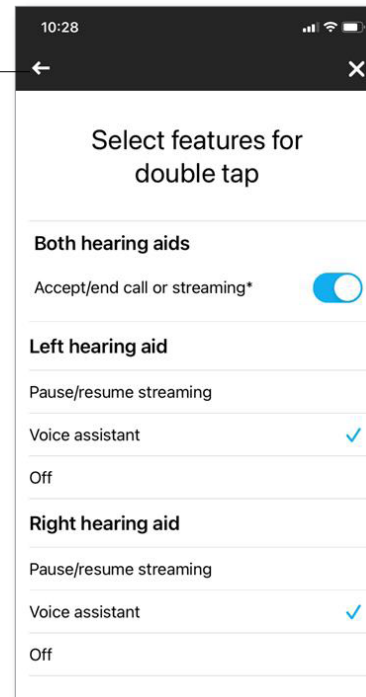 10:28
Select features for
double tap
Both hearing aids
Accept/end call or streaming*
Left hearing aid
Pause/resume streaming
Voice assistant
Off
Right hearing aid
Pause/resume streaming
Voice assistant
Off